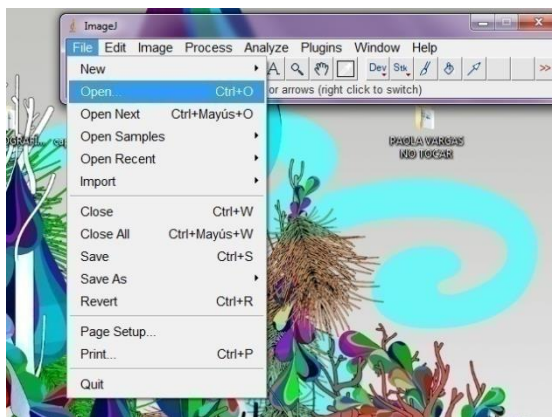 ImageJ
File Edit Image Process Analyze Plugins Window Help
Dev Stk >>
or arrows (right click to switch)
New
Open... Ctrl+O
Open Next Ctrl+Mayús+O
Open Samples
Open Recent
Import
Close Ctrl+W
Close All Ctrl+Mayús+W
Save Ctrl+S
Save As
Revert Ctrl+R
Page Setup...
Print... Ctrl+P
Quit
PAOLA VARGAS
NO TOCAR